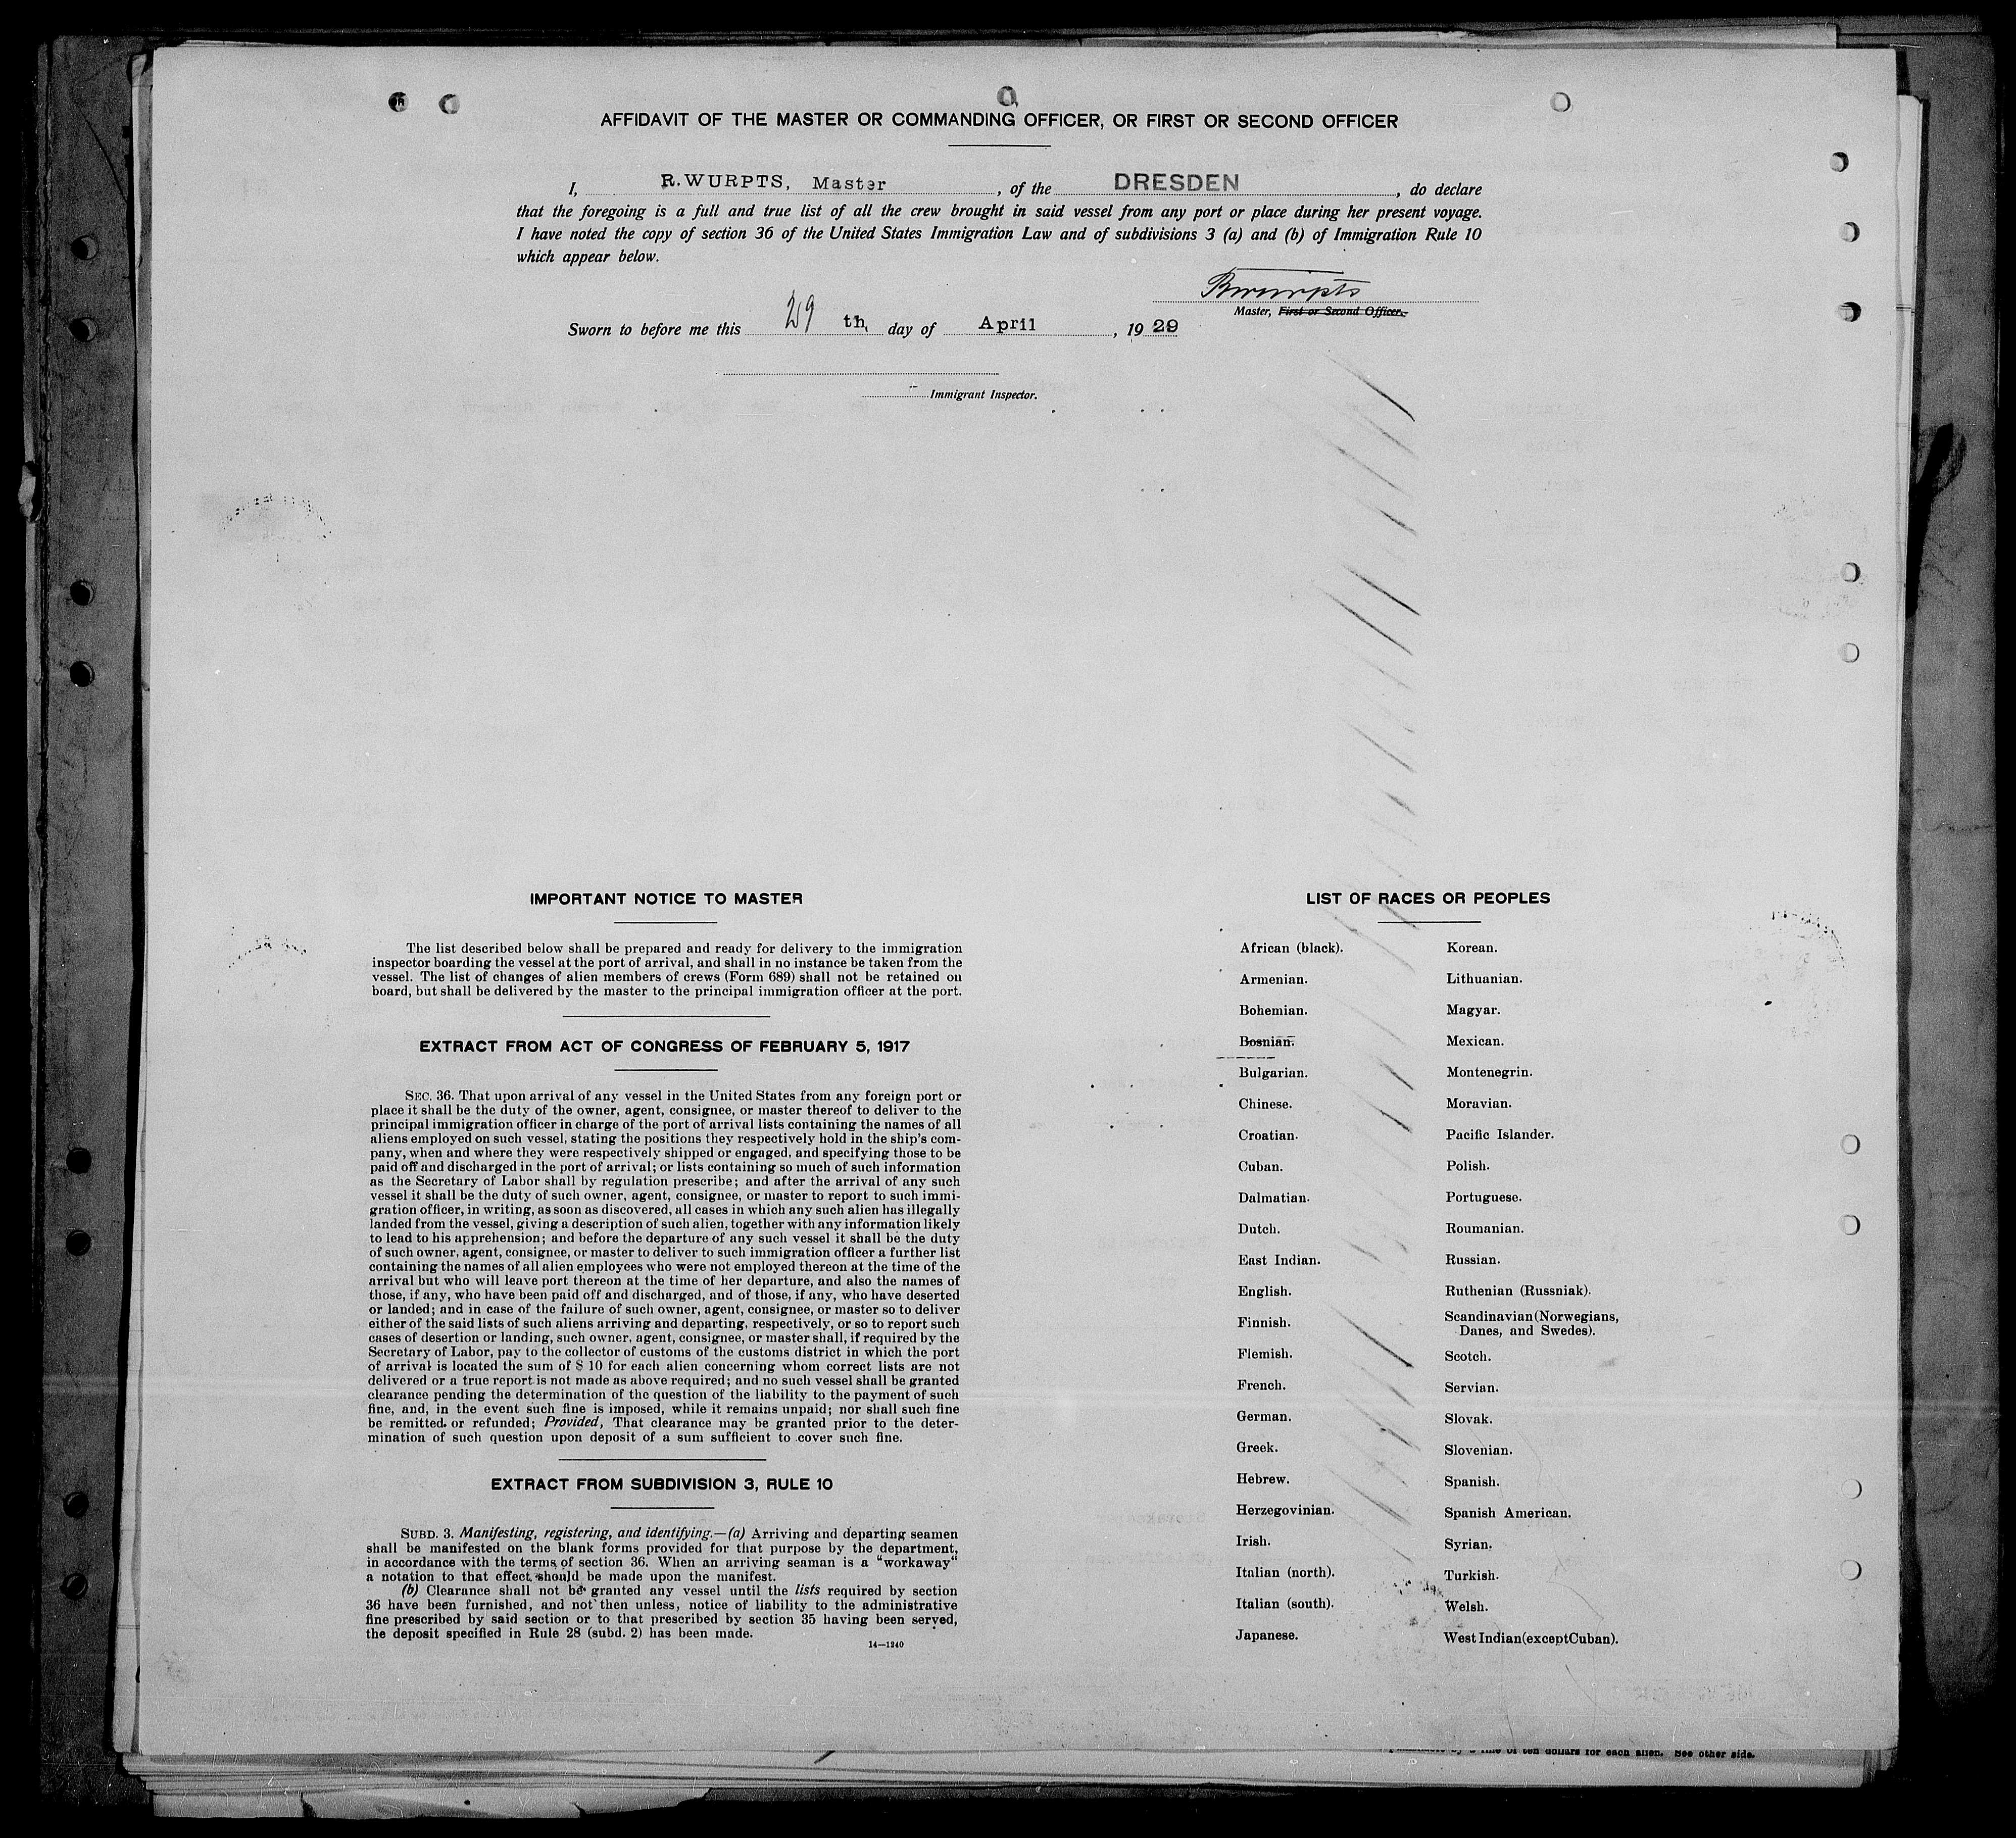 AFFIDAVIT OF THE MASTER OR COMMANDING OFFICER, OR FIRST OR SECOND OFFICER
I, R.WURPTS, Master, of the DRESDEN, do declare
that the foregoing is a full and true list of all the crew brought in said vessel from any port or place during her present voyage.
I have noted the copy of section 36 of the United States Immigration Law and of subdivisions 3 (a) and (b) of Immigration Rule 10
which appear below.
RWurpts
Master, First or Second Officer.
Sworn to before me this 29 th, day of April, 19 29
Immigrant Inspector.
IMPORTANT NOTICE TO MASTER
The list described below shall be prepared and ready for delivery to the immigration
inspector boarding the vessel at the port of arrival, and shall in no instance be taken from the
vessel. The list of changes of alien members of crews (Form 689) shall not be retained on
board, but shall be delivered by the master to the principal immigration officer at the port.
EXTRACT FROM ACT OF CONGRESS OF FEBRUARY 5, 1917
SEC. 36. That upon arrival of any vessel in the United States from any foreign port or
place it shall be the duty of the owner, agent, consignee, or master thereof to deliver to the
principal immigration officer in charge of the port of arrival lists containing the names of all
aliens employed on such vessel, stating the positions they respectively hold in the ship's com-
pany, when and where they were respectively shipped or engaged, and specifying those to be
paid off and discharged in the port of arrival; or lists containing so much of such information
as the Secretary of Labor shall by regulation prescribe; and after the arrival of any such
vessel it shall be the duty of such owner, agent, consignee, or master to report to such immi-
gration officer, in writing, as soon as discovered, all cases in which any such alien has illegally
landed from the vessel, giving a description of such alien, together with any information likely
to lead to his apprehension; and before the departure of any such vessel it shall be the duty
of such owner, agent, consignee, or master to deliver to such immigration officer a further list
containing the names of all alien employees who were not employed thereon at the time of the
arrival but who will leave port thereon at the time of her departure, and also the names of
those, if any, who have been paid off and discharged, and of those, if any, who have deserted
or landed; and in case of the failure of such owner, agent, consignee, or master so to deliver
either of the said lists of such aliens arriving and departing, respectively, or so to report such
cases of desertion or landing, such owner, agent, consignee, or master shall, if required by the
Secretary of Labor, pay to the collector of customs of the customs district in which the port
of arrival is located the sum of $ 10 for each alien concerning whom correct lists are not
delivered or a true report is not made as above required; and no such vessel shall be granted
clearance pending the determination of the question of the liability to the payment of such
fine, and, in the event such fine is imposed, while it remains unpaid; nor shall such fine
be remitted or refunded; Provided, That clearance may be granted prior to the deter-
mination of such question upon deposit of a sum sufficient to cover such fine.
EXTRACT FROM SUBDIVISION 3, RULE 10
SUBD. 3. Manifesting, registering, and identifying.—(a) Arriving and departing seamen
shall be manifested on the blank forms provided for that purpose by the department,
in accordance with the terms of section 36. When an arriving seaman is a "workaway"
a notation to that effect should be made upon the manifest.
(b) Clearance shall not be granted any vessel until the lists required by section
36 have been furnished, and not then unless, notice of liability to the administrative
fine prescribed by said section or to that prescribed by section 35 having been served,
the deposit specified in Rule 28 (subd. 2) has been made.
14—1240
LIST OF RACES OR PEOPLES
African (black).
Armenian.
Bohemian.
Bosnian.
Bulgarian.
Chinese.
Croatian.
Cuban.
Dalmatian.
Dutch.
East Indian.
English.
Finnish.
Flemish.
French.
German.
Greek.
Hebrew.
Herzegovinian.
Irish.
Italian (north).
Italian (south).
Japanese.
Korean.
Lithuanian.
Magyar.
Mexican.
Montenegrin.
Moravian.
Pacific Islander.
Polish.
Portuguese.
Roumanian.
Russian.
Ruthenian (Russniak).
Scandinavian (Norwegians,
Danes, and Swedes).
Scotch.
Servian.
Slovak.
Slovenian.
Spanish.
Spanish American.
Syrian.
Turkish.
Welsh.
West Indian (except Cuban).
of ten dollars for each alien. See other side.